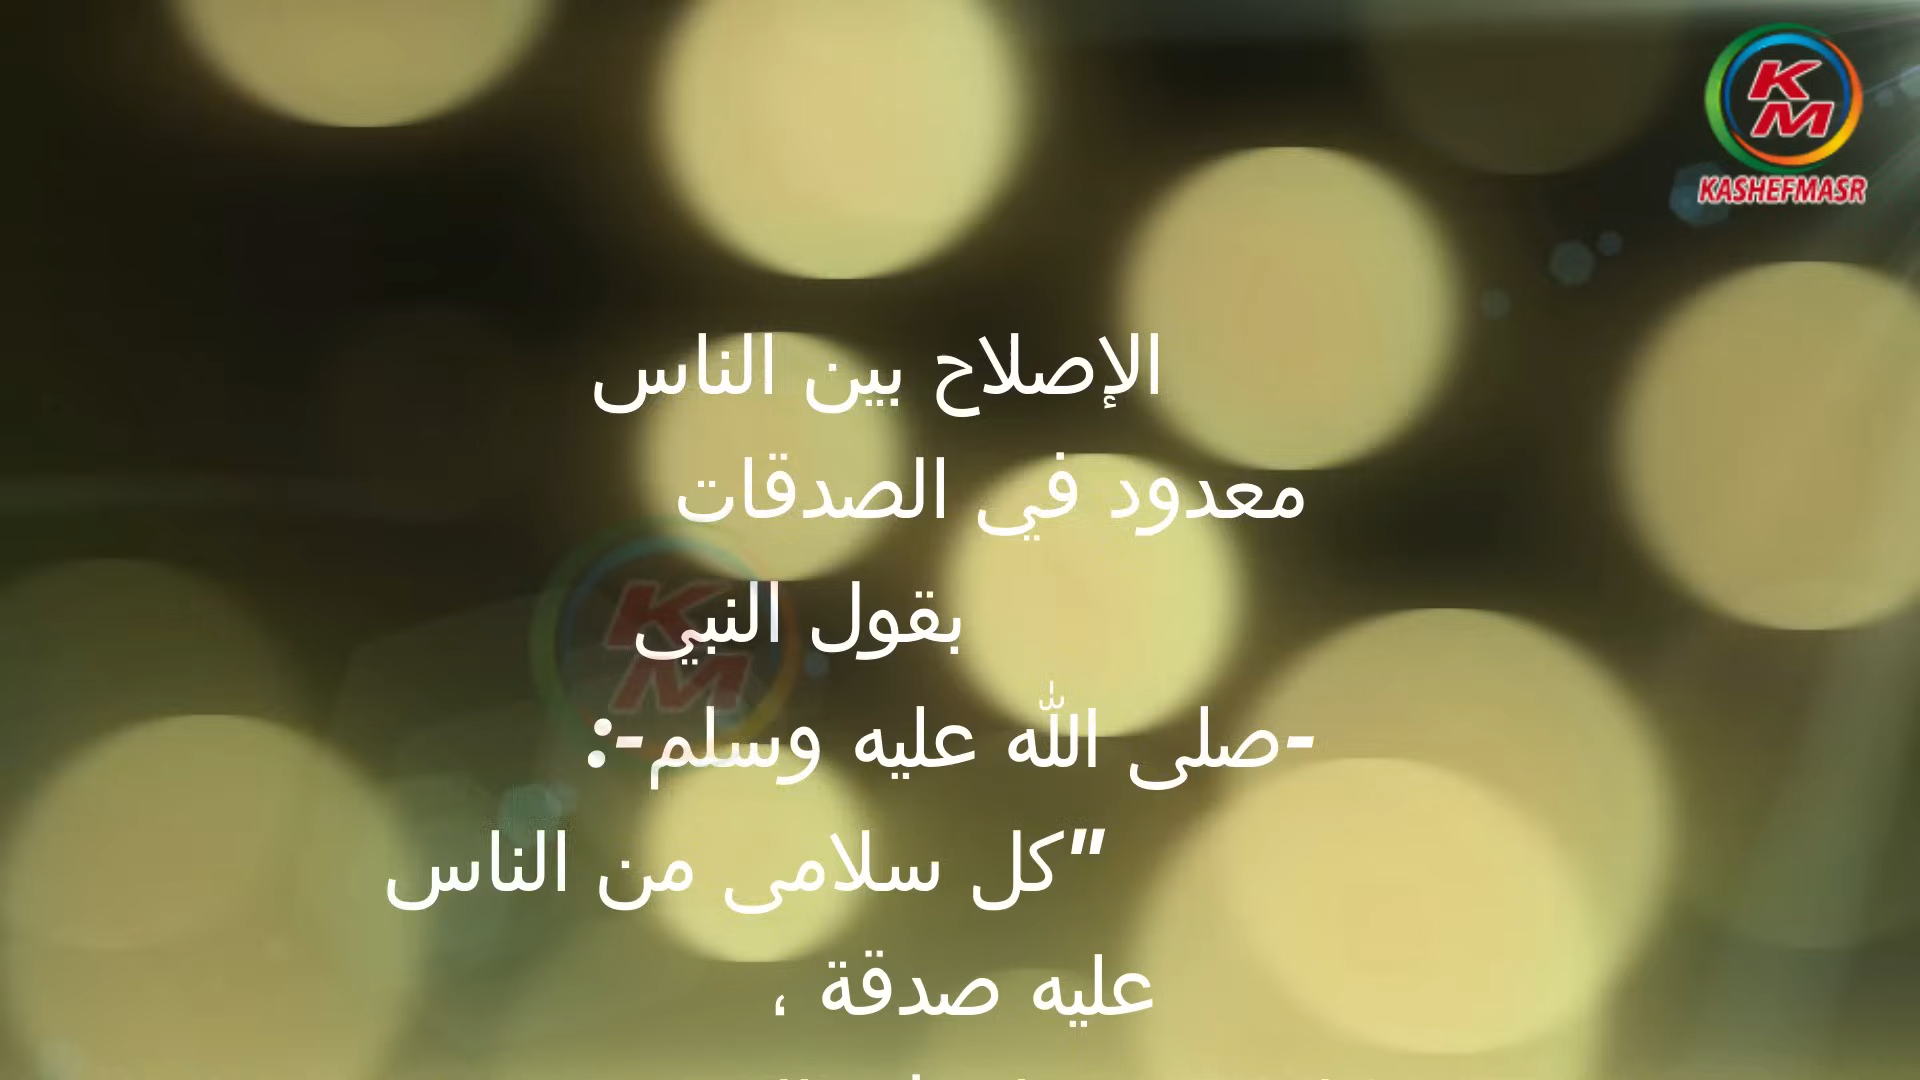 K
M
KASHEFMASR
الإصلاح بين الناس
معدود في الصدقات
بقول النبي
-صلى الله عليه وسلم-:
"كل سلامى من الناس
عليه صدقة ،
K
M